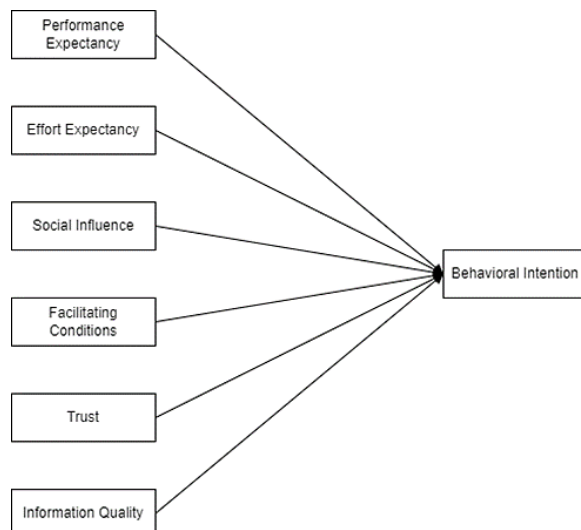 Performance
Expectancy
Effort Expectancy
Social Influence
Behavioral Intention
Facilitating
Conditions
Trust
Information Quality